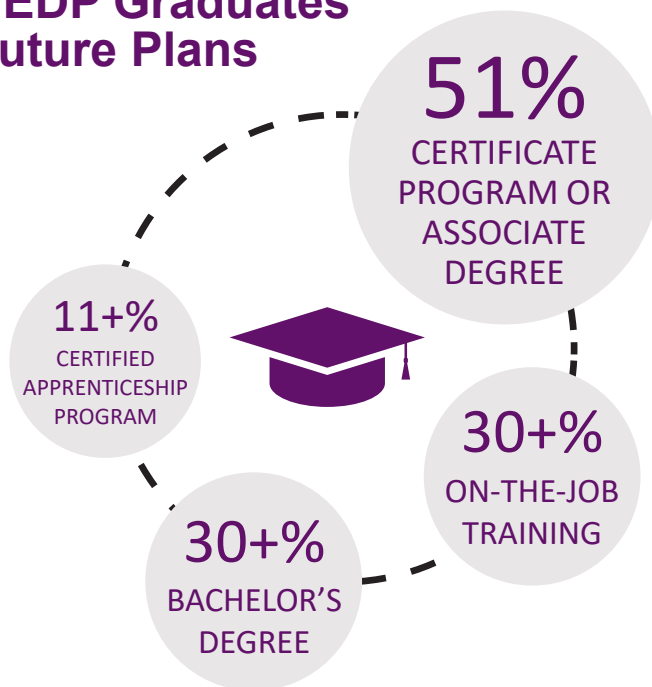 EDP Graduates
uture Plans
51%
CERTIFICATE
PROGRAM OR
ASSOCIATE
DEGREE
11+%
CERTIFIED
APPRENTICESHIP
PROGRAM
30+%
ON-THE-JOB
TRAINING
30+%
BACHELOR’S
DEGREE